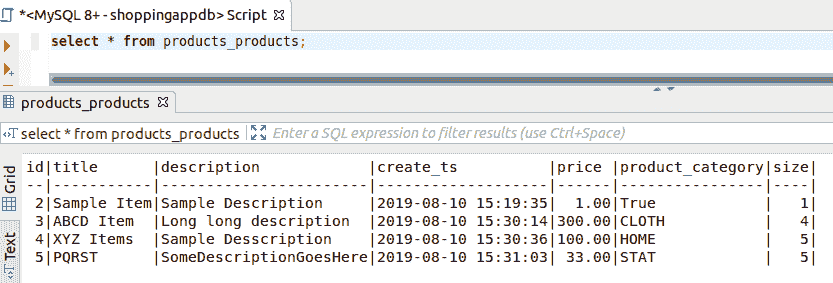 *<MySQL 8+ - shoppingappdb> Script
select * from products_products;
products_products
select * from products_products Enter a SQL expression to filter results (use Ctrl+Space)
Grid
Text
id|title |description |create_ts |price |product_category|size|
--|-----------|---------------------|-------------------|------|----------------|----|
2|Sample Item|Sample Description |2019-08-10 15:19:35| 1.00|True | 1|
3|ABCD Item |Long long description|2019-08-10 15:30:14|300.00|CLOTH | 4|
4|XYZ Items |Sample Desscription |2019-08-10 15:30:36|100.00|HOME | 5|
5|PQRST |SomeDescriptionGoesHere|2019-08-10 15:31:03| 33.00|STAT | 5|